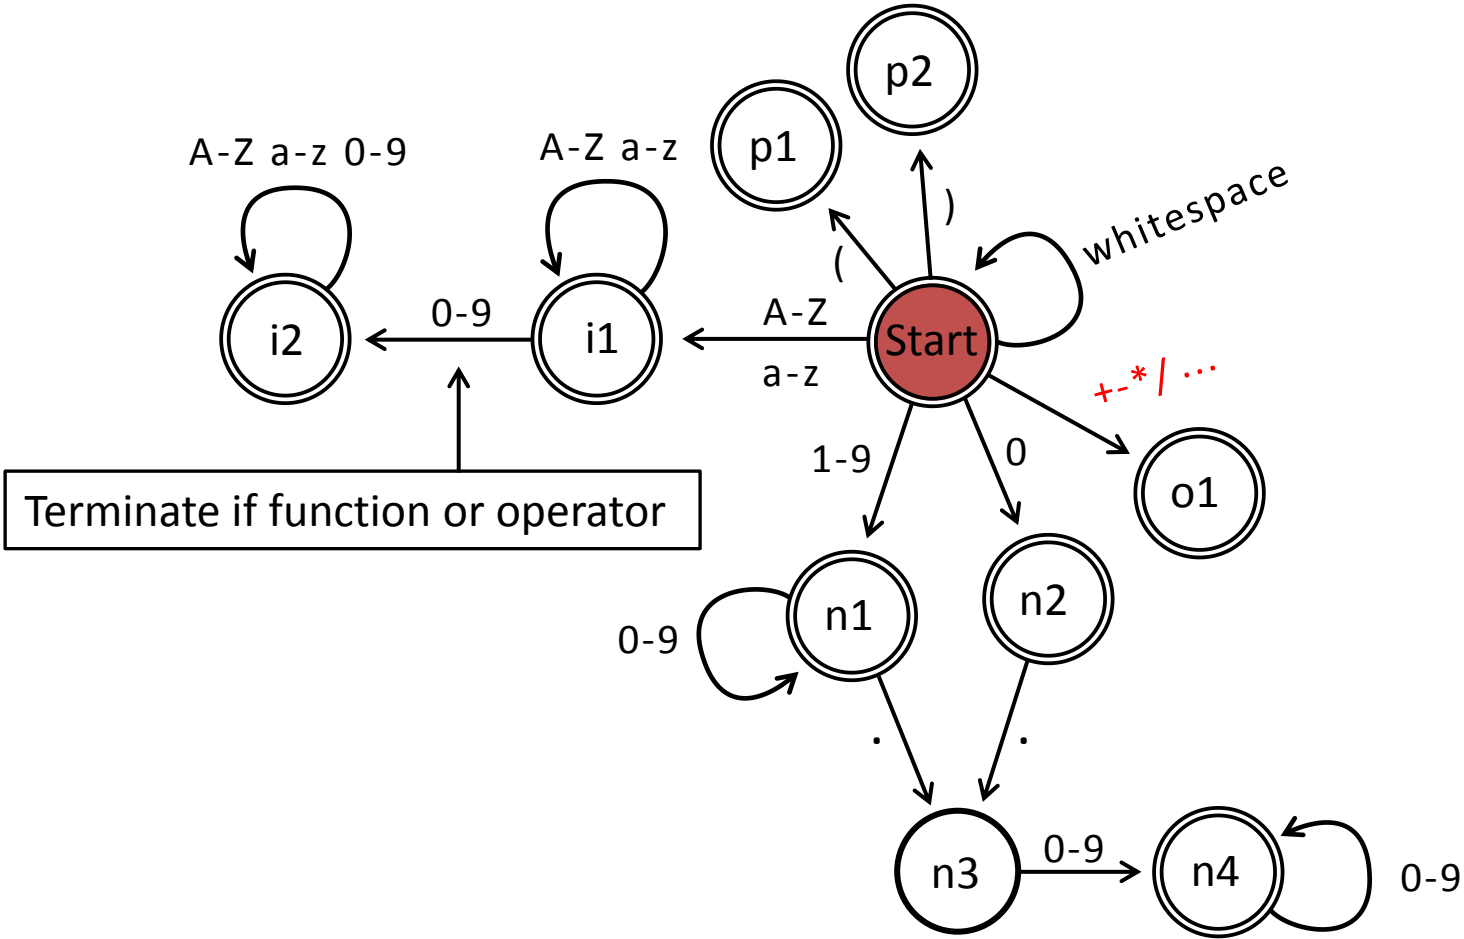 p2
p1
A-Z a-z 0-9
A-Z a-z
)
whitespace
(
i2
0-9
i1
A-Z
a-z
Start
+-*/ ...
1-9
0
o1
Terminate if function or operator
0-9
n1
n2
.
.
n3
0-9
n4
0-9